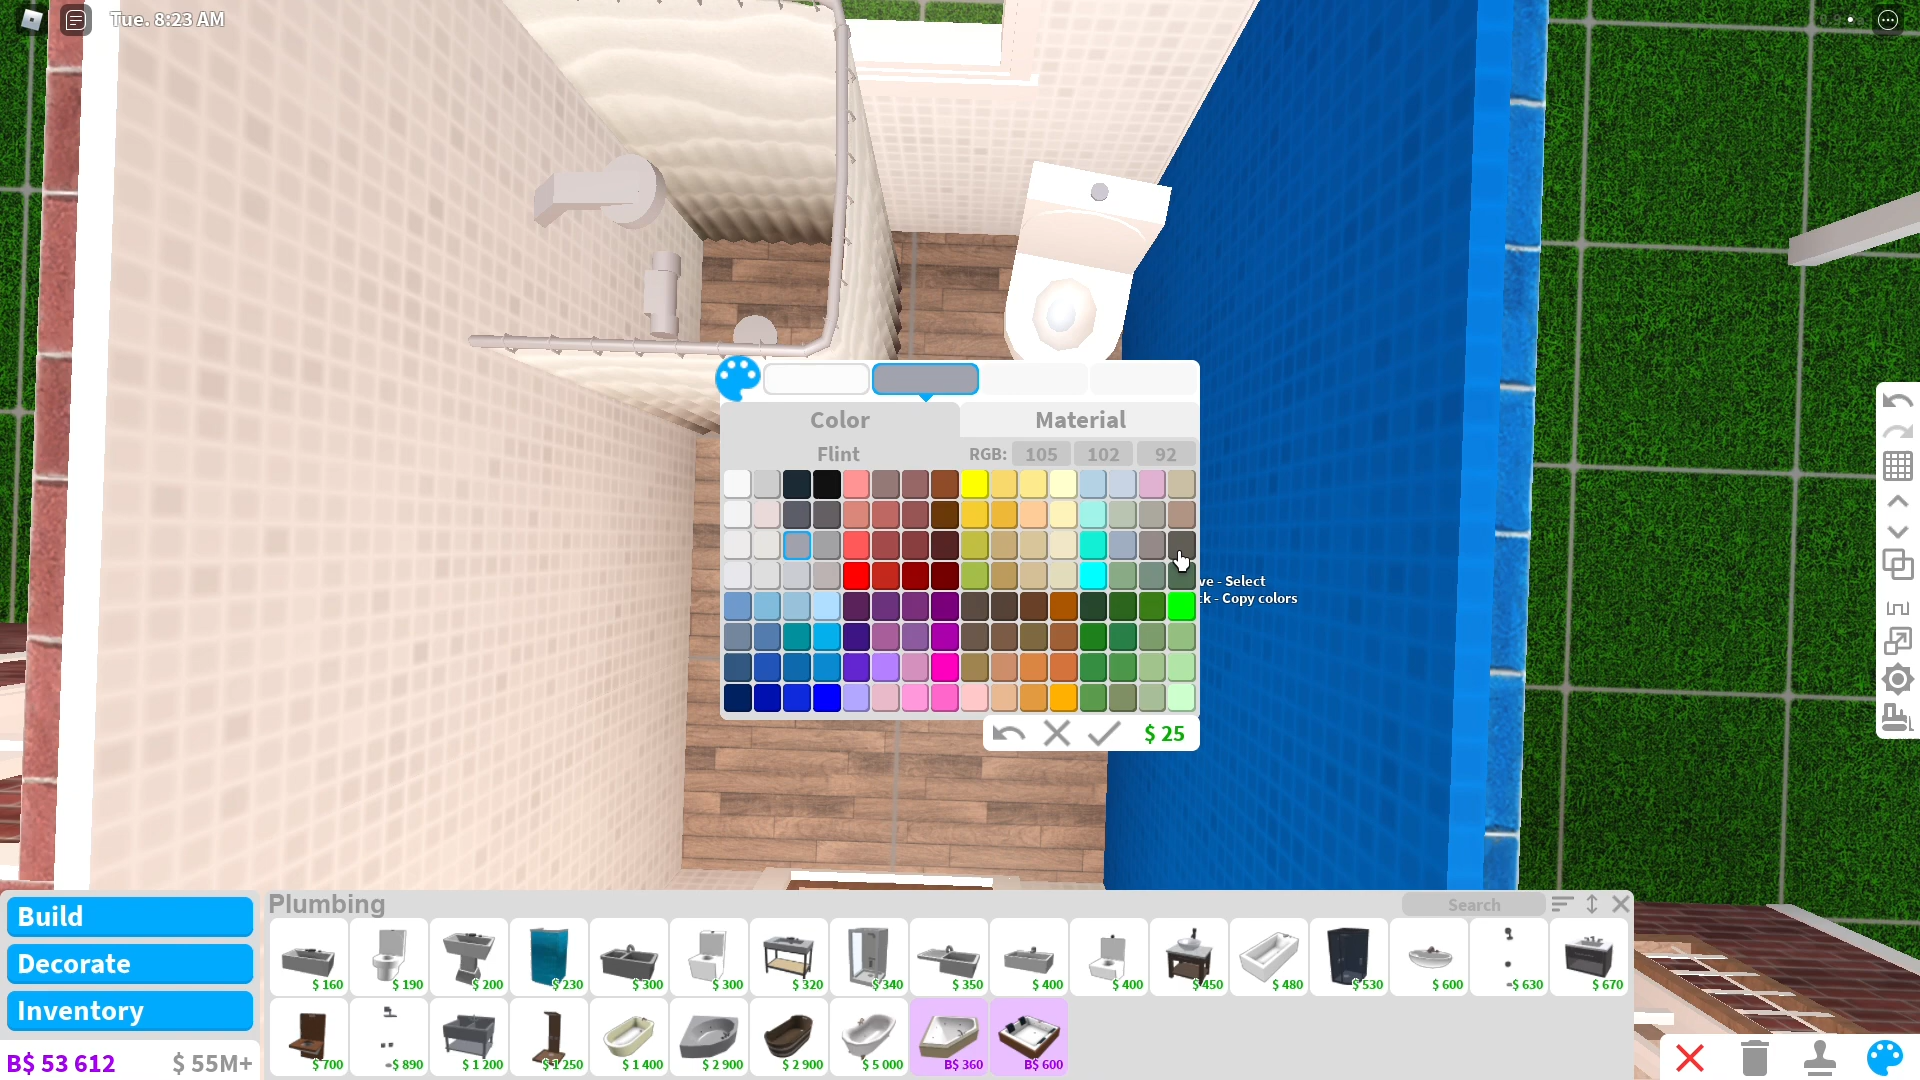 Tue. 8:23 AM
Color
Material
Flint
RGB: 105 102 92
ve - Select
ck - Copy colors
$ 25
Build
Decorate
Inventory
B$ 53 612 $ 55M+
Plumbing
Search
$ 160 $ 190 $ 200 $ 230 $ 300 $ 300 $ 320 $ 340 $ 350 $ 400 $ 400 $ 450 $ 480 $ 530 $ 600 $ 630 $ 670
$ 700 $ 890 $ 1 200 $ 1 250 $ 1 400 $ 2 900 $ 2 900 $ 5 000 B$ 360 B$ 600